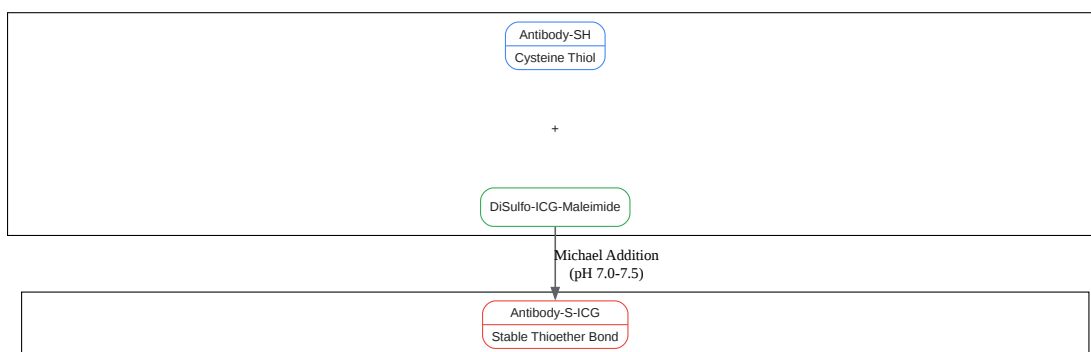 Antibody-SH
Cysteine Thiol
+
DiSulfo-ICG-Maleimide
Michael Addition
(pH 7.0-7.5)
Antibody-S-ICG
Stable Thioether Bond